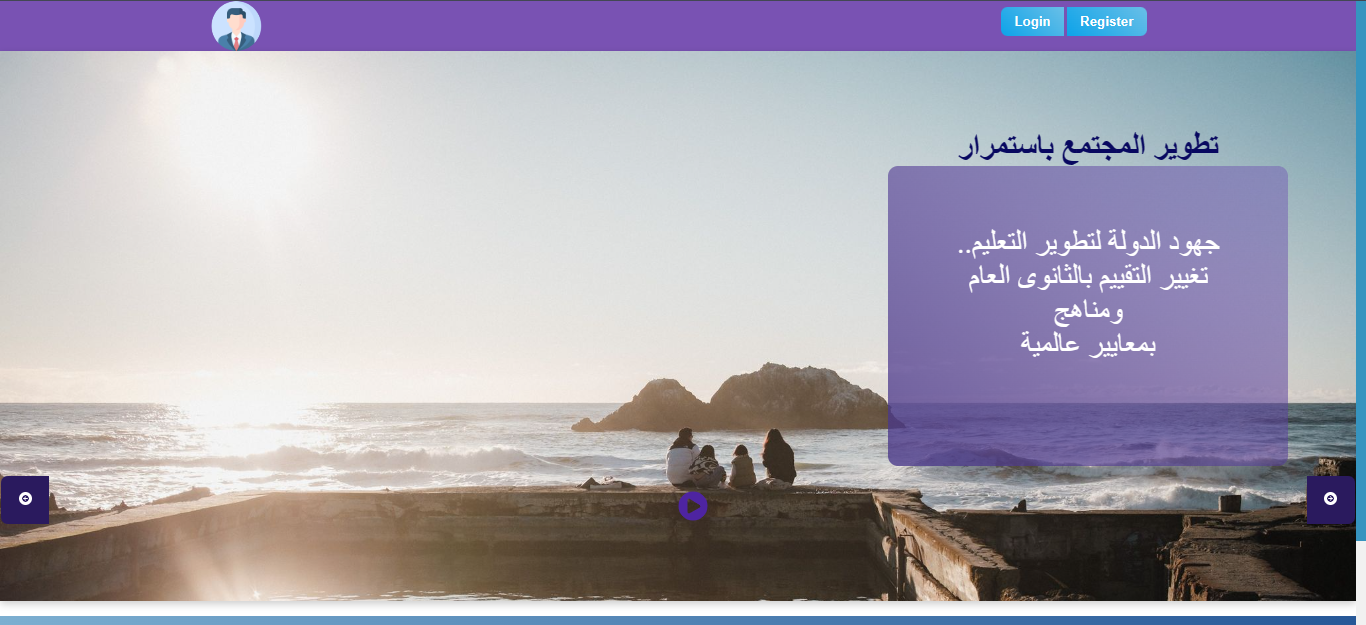 Login
Register
تطوير المجتمع باستمرار
جهود الدولة لتطوير التعليم..
تغيير التقييم بالثانوى العام
ومناهج
بمعايير عالمية